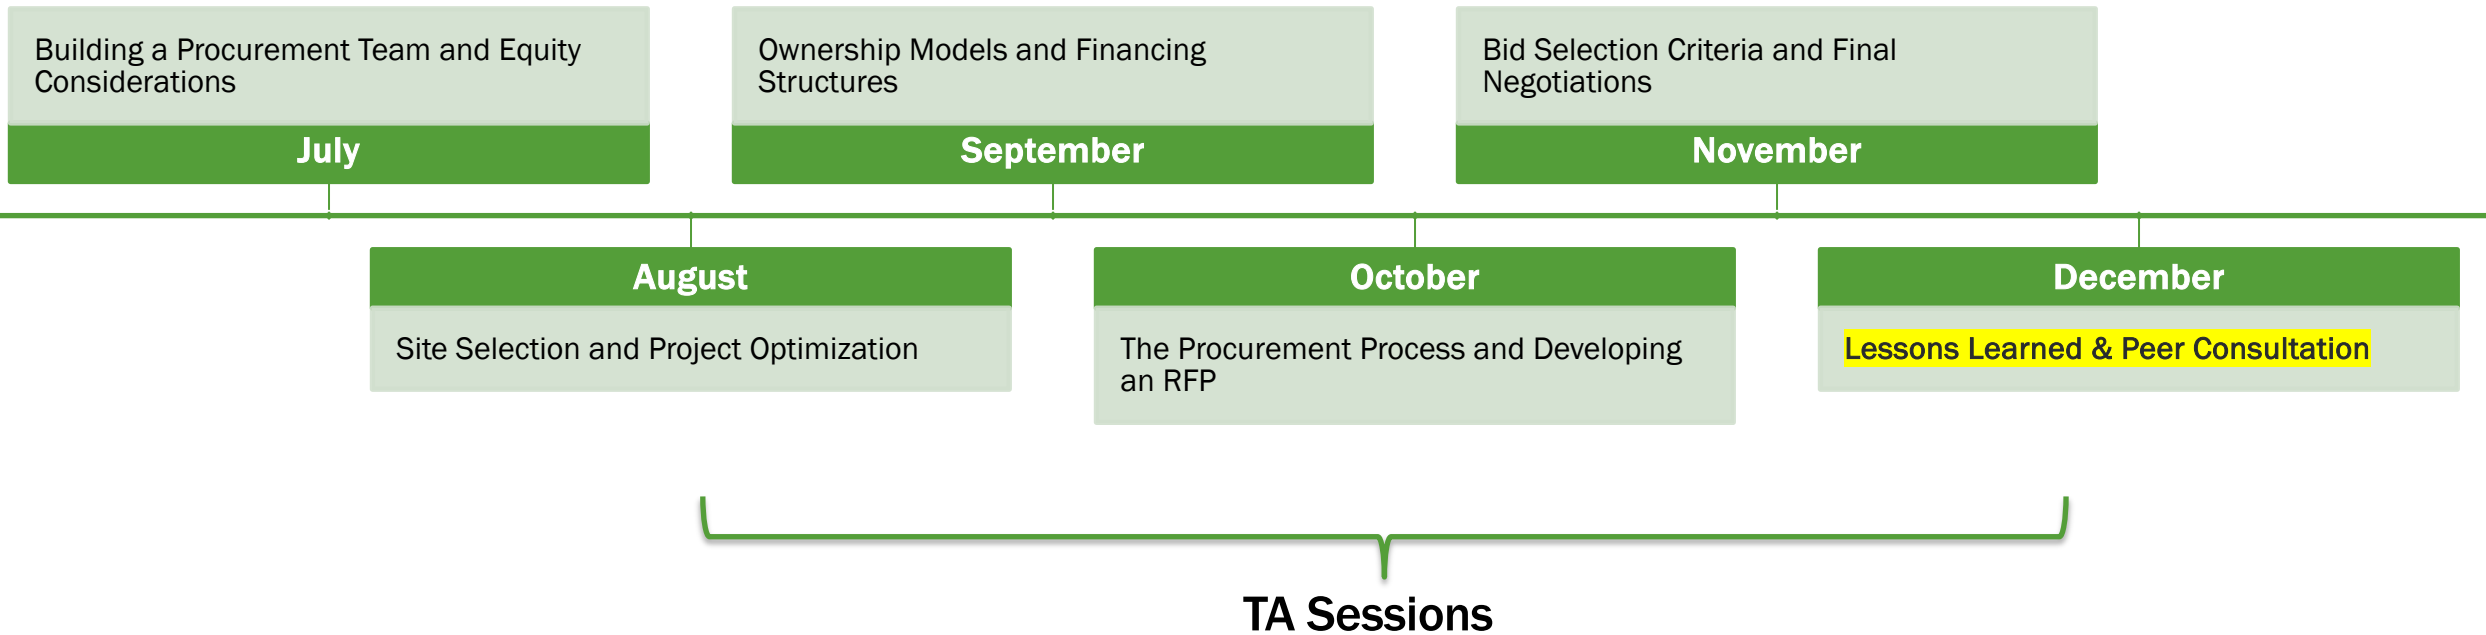 Building a Procurement Team and Equity
Considerations
July
Ownership Models and Financing
Structures
September
Bid Selection Criteria and Final
Negotiations
November
August
Site Selection and Project Optimization
October
The Procurement Process and Developing
an RFP
December
Lessons Learned & Peer Consultation
TA Sessions